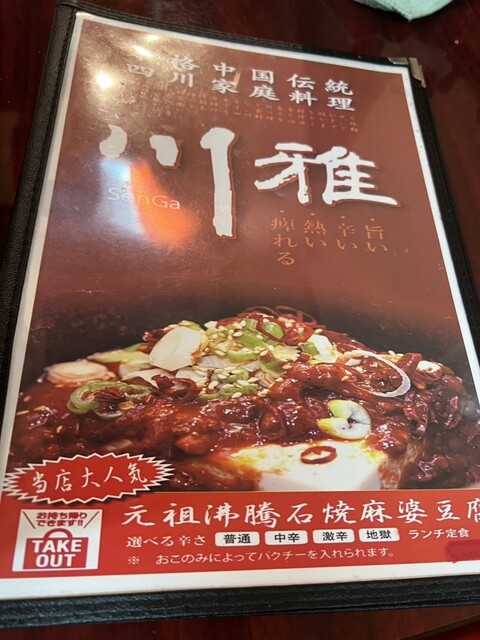 格中国伝統
四川家庭料理
川雅
SenGa
・旨い
・辛い
・熱い
・痺れる
当店大人気
お持ち帰り
できます!!
TAKE
OUT
元祖沸騰石焼麻婆豆腐
選べる辛さ 普通 中辛 激辛 地獄 ランチ定食
※ おこのみによってパクチーを入れられます。